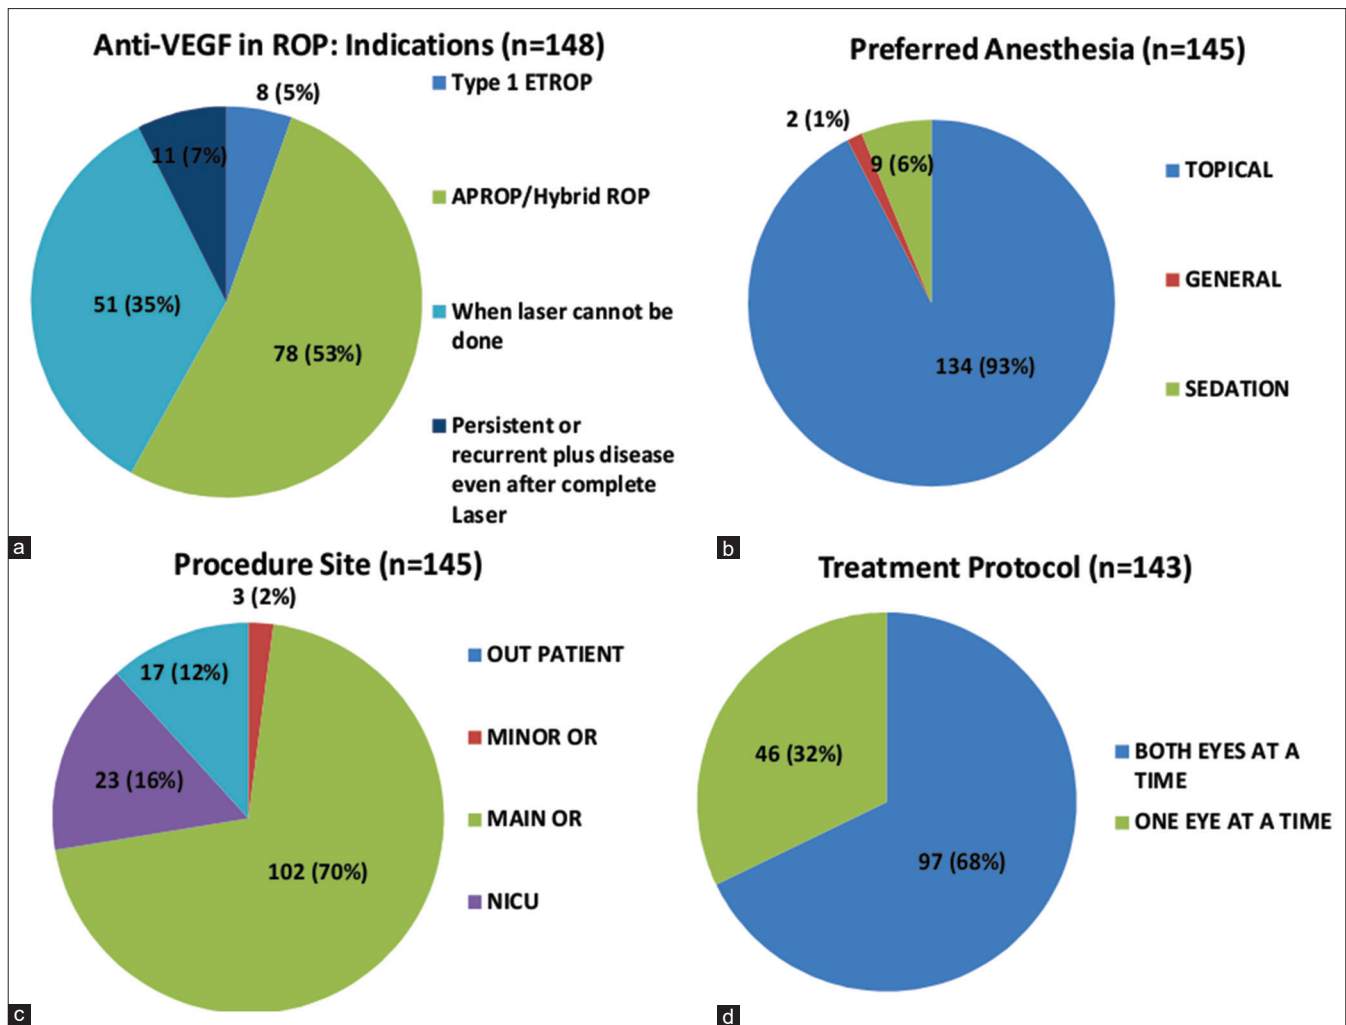 Anti-VEGF in ROP: Indications (n=148)
8 (5%)
11 (7%)
51 (35%)
78 (53%)
Type 1 ETROP
APROP/Hybrid ROP
When laser cannot be
done
Persistent or
recurrent plus disease
even after complete
Laser
a
Preferred Anesthesia (n=145)
2 (1%)
9 (6%)
134 (93%)
TOPICAL
GENERAL
SEDATION
b
Procedure Site (n=145)
3 (2%)
17 (12%)
23 (16%)
102 (70%)
OUT PATIENT
MINOR OR
MAIN OR
NICU
c
Treatment Protocol (n=143)
46 (32%)
97 (68%)
BOTH EYES AT A
TIME
ONE EYE AT A TIME
d